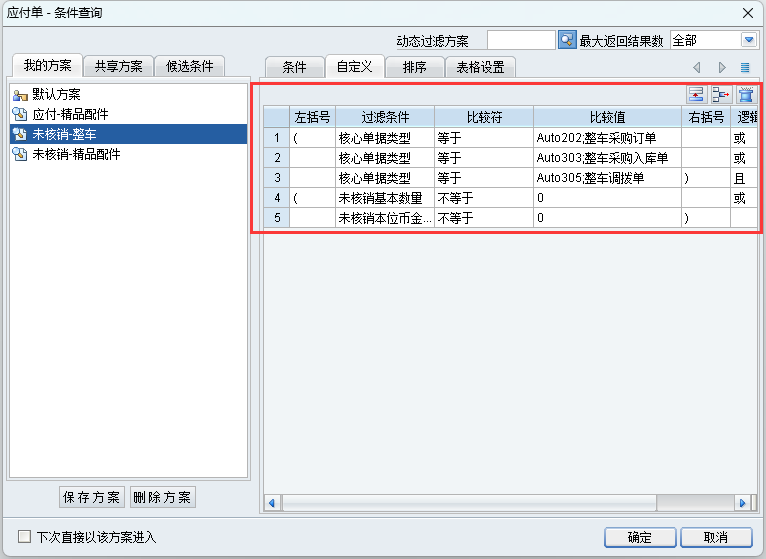 应付单 - 条件查询
动态过滤方案 最大返回结果数 全部
我的方案 共享方案 候选条件
条件 自定义 排序 表格设置
默认方案
应付-精品配件
未核销-整车
未核销-精品配件
左括号 过滤条件 比较符 比较值 右括号 逻辑
1 ( 核心单据类型 等于 Auto202;整车采购订单 或
2 核心单据类型 等于 Auto303;整车采购入库单 或
3 核心单据类型 等于 Auto305;整车调拨单 ) 且
4 ( 未核销基本数量 不等于 0 或
5 未核销本位币金... 不等于 0 )
保存方案 删除方案
下次直接以该方案进入
确定 取消